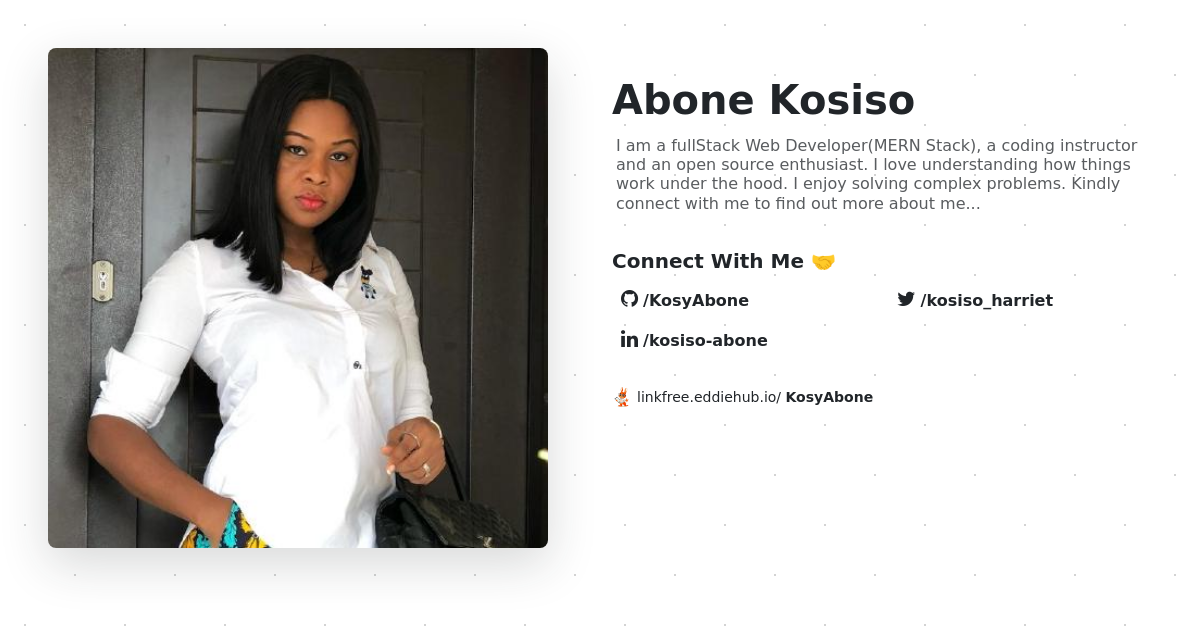 Abone Kosiso
I am a fullStack Web Developer(MERN Stack), a coding instructor
and an open source enthusiast. I love understanding how things
work under the hood. I enjoy solving complex problems. Kindly
connect with me to find out more about me...
Connect With Me 🤝
/KosyAbone
/kosiso_harriet
/kosiso-abone
linkfree.eddiehub.io/ KosyAbone